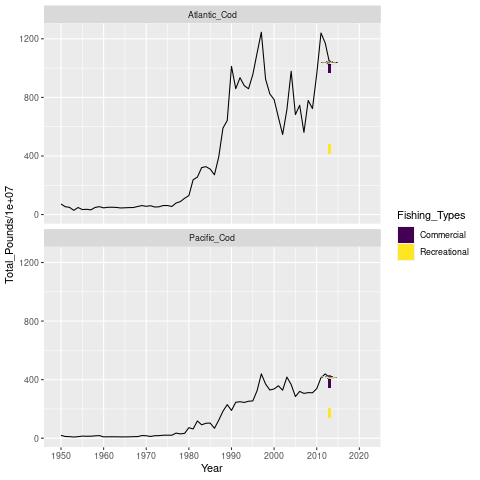 Atlantic_Cod
1200
800
400
0
Pacific_Cod
1200
800
400
0
1950 1960 1970 1980 1990 2000 2010 2020
Year
Total_Pounds/1e+07
Fishing_Types
Commercial
Recreational